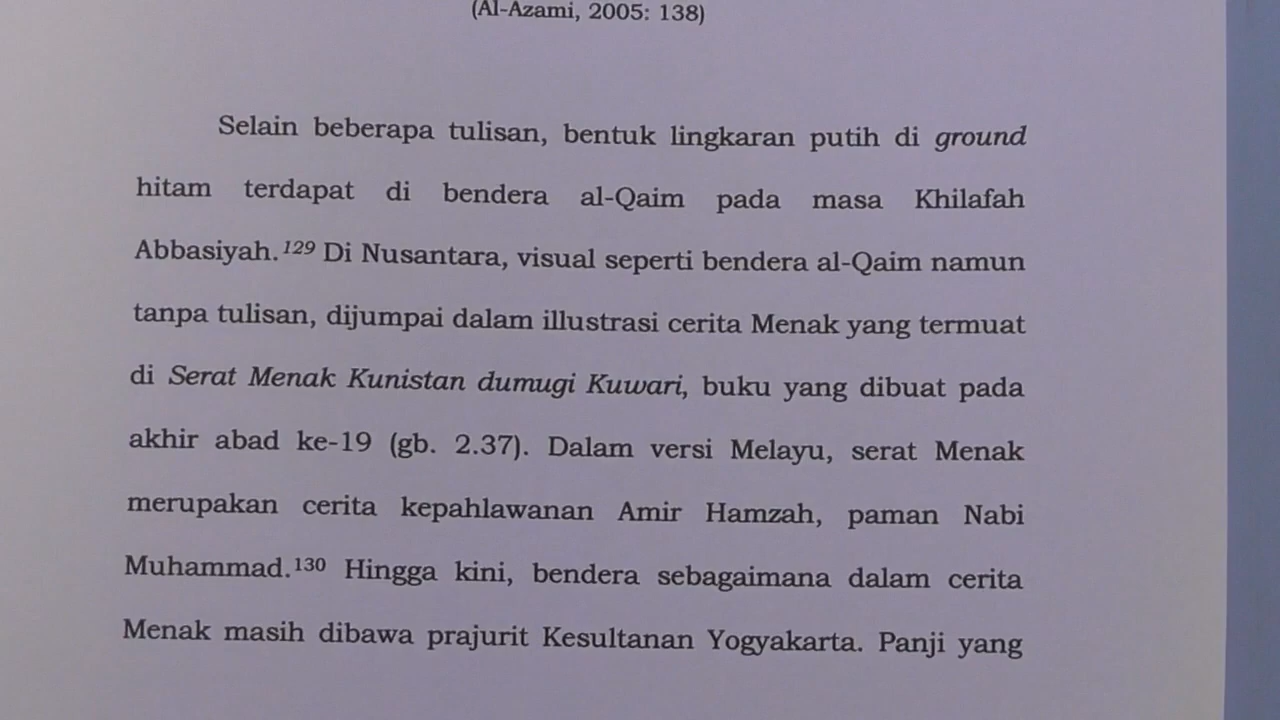 (Al-Azami, 2005: 138)
Selain beberapa tulisan, bentuk lingkaran putih di ground
hitam terdapat di bendera al-Qaim pada masa Khilafah
Abbasiyah.129 Di Nusantara, visual seperti bendera al-Qaim namun
tanpa tulisan, dijumpai dalam illustrasi cerita Menak yang termuat
di Serat Menak Kunistan dumugi Kuwari, buku yang dibuat pada
akhir abad ke-19 (gb. 2.37). Dalam versi Melayu, serat Menak
merupakan cerita kepahlawanan Amir Hamzah, paman Nabi
Muhammad.130 Hingga kini, bendera sebagaimana dalam cerita
Menak masih dibawa prajurit Kesultanan Yogyakarta. Panji yang